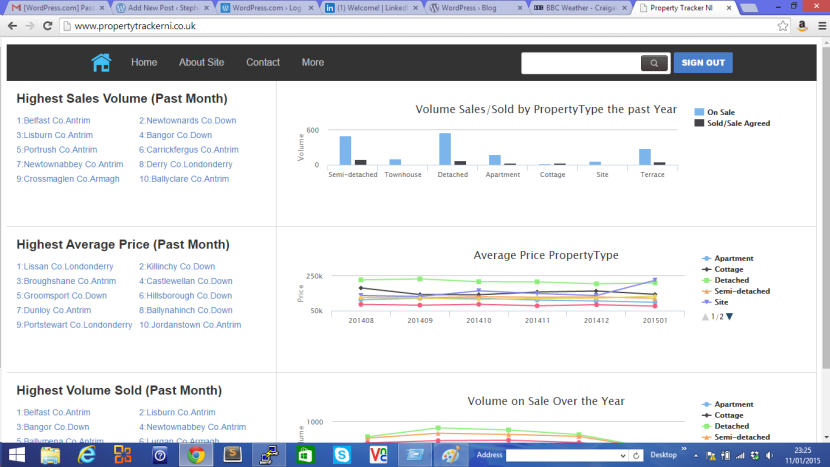 [WordPress.com] Pas
Add New Post ‹ Steph
WordPress.com › Log
(1) Welcome! | LinkedI
WordPress › Blog
BBC Weather - Craiga
Property Tracker NI
www.propertytrackerni.co.uk
Home About Site Contact More SIGN OUT
Highest Sales Volume (Past Month)
1:Belfast Co.Antrim 2:Newtownards Co.Down
3:Lisburn Co.Antrim 4:Bangor Co.Down
5:Portrush Co.Antrim 6:Carrickfergus Co.Antrim
7:Newtownabbey Co.Antrim 8:Derry Co.Londonderry
9:Crossmaglen Co.Armagh 10:Ballyclare Co.Antrim
Volume Sales/Sold by PropertyType the past Year
On Sale
Sold/Sale Agreed
Volume
600
0
Semi-detached Townhouse Detached Apartment Cottage Site Terrace
Highest Average Price (Past Month)
1:Lissan Co.Londonderry 2:Killinchy Co.Down
3:Broughshane Co.Antrim 4:Castlewellan Co.Down
5:Groomsport Co.Down 6:Hillsborough Co.Down
7:Dunloy Co.Antrim 8:Ballynahinch Co.Down
9:Portstewart Co.Londonderry 10:Jordanstown Co.Antrim
Average Price PropertyType
Price
250k
50k
201408 201409 201410 201411 201412 201501
Apartment
Cottage
Detached
Semi-detached
Site
1/2
Highest Volume Sold (Past Month)
1:Belfast Co.Antrim 2:Lisburn Co.Antrim
3:Bangor Co.Down 4:Newtownabbey Co.Antrim
5:Ballymena Co.Antrim 6:Lurgan Co.Armagh
Volume on Sale Over the Year
1000
Apartment
Cottage
Detached
Semi-detached
Address
Desktop
23:25
11/01/2015